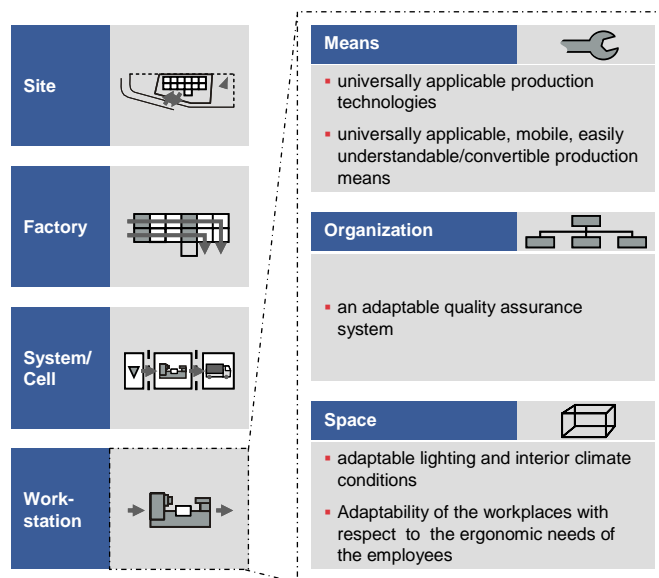 Site
Factory
System/
Cell
Work-
station
Means
▪ universally applicable production
technologies
▪ universally applicable, mobile, easily
understandable/convertible production
means
Organization
▪ an adaptable quality assurance
system
Space
▪ adaptable lighting and interior climate
conditions
▪ Adaptability of the workplaces with
respect to the ergonomic needs of
the employees